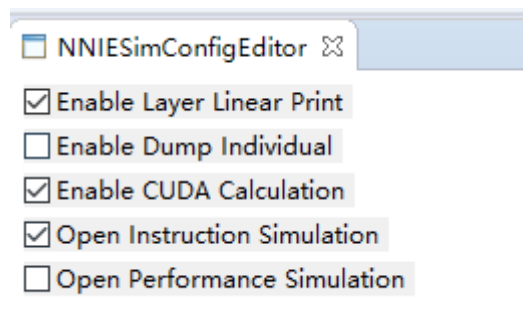 NNIESimConfigEditor
Enable Layer Linear Print
Enable Dump Individual
Enable CUDA Calculation
Open Instruction Simulation
Open Performance Simulation